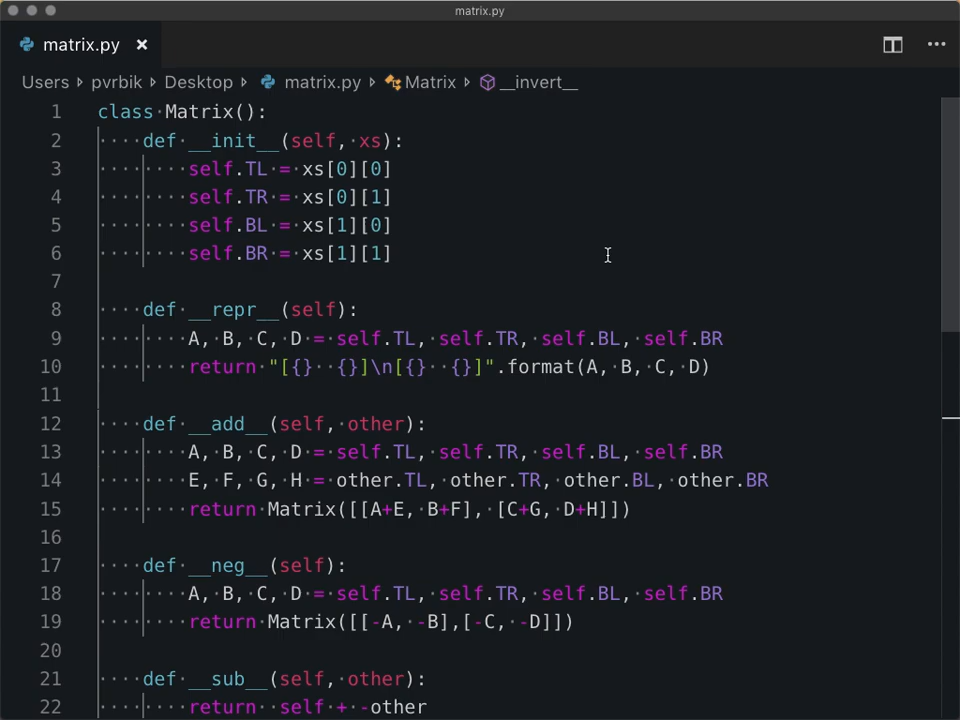 matrix.py
matrix.py ×
Users ▸ pvrbik ▸ Desktop ▸ matrix.py ▸ Matrix ▸ __invert__
1 class Matrix():
2     def __init__(self, xs):
3         self.TL = xs[0][0]
4         self.TR = xs[0][1]
5         self.BL = xs[1][0]
6         self.BR = xs[1][1]
7
8     def __repr__(self):
9         A, B, C, D = self.TL, self.TR, self.BL, self.BR
10         return "[{}  {}]\n[{}  {}]".format(A, B, C, D)
11
12     def __add__(self, other):
13         A, B, C, D = self.TL, self.TR, self.BL, self.BR
14         E, F, G, H = other.TL, other.TR, other.BL, other.BR
15         return Matrix([[A+E, B+F], [C+G, D+H]])
16
17     def __neg__(self):
18         A, B, C, D = self.TL, self.TR, self.BL, self.BR
19         return Matrix([[-A, -B],[-C, -D]])
20
21     def __sub__(self, other):
22         return  self + -other